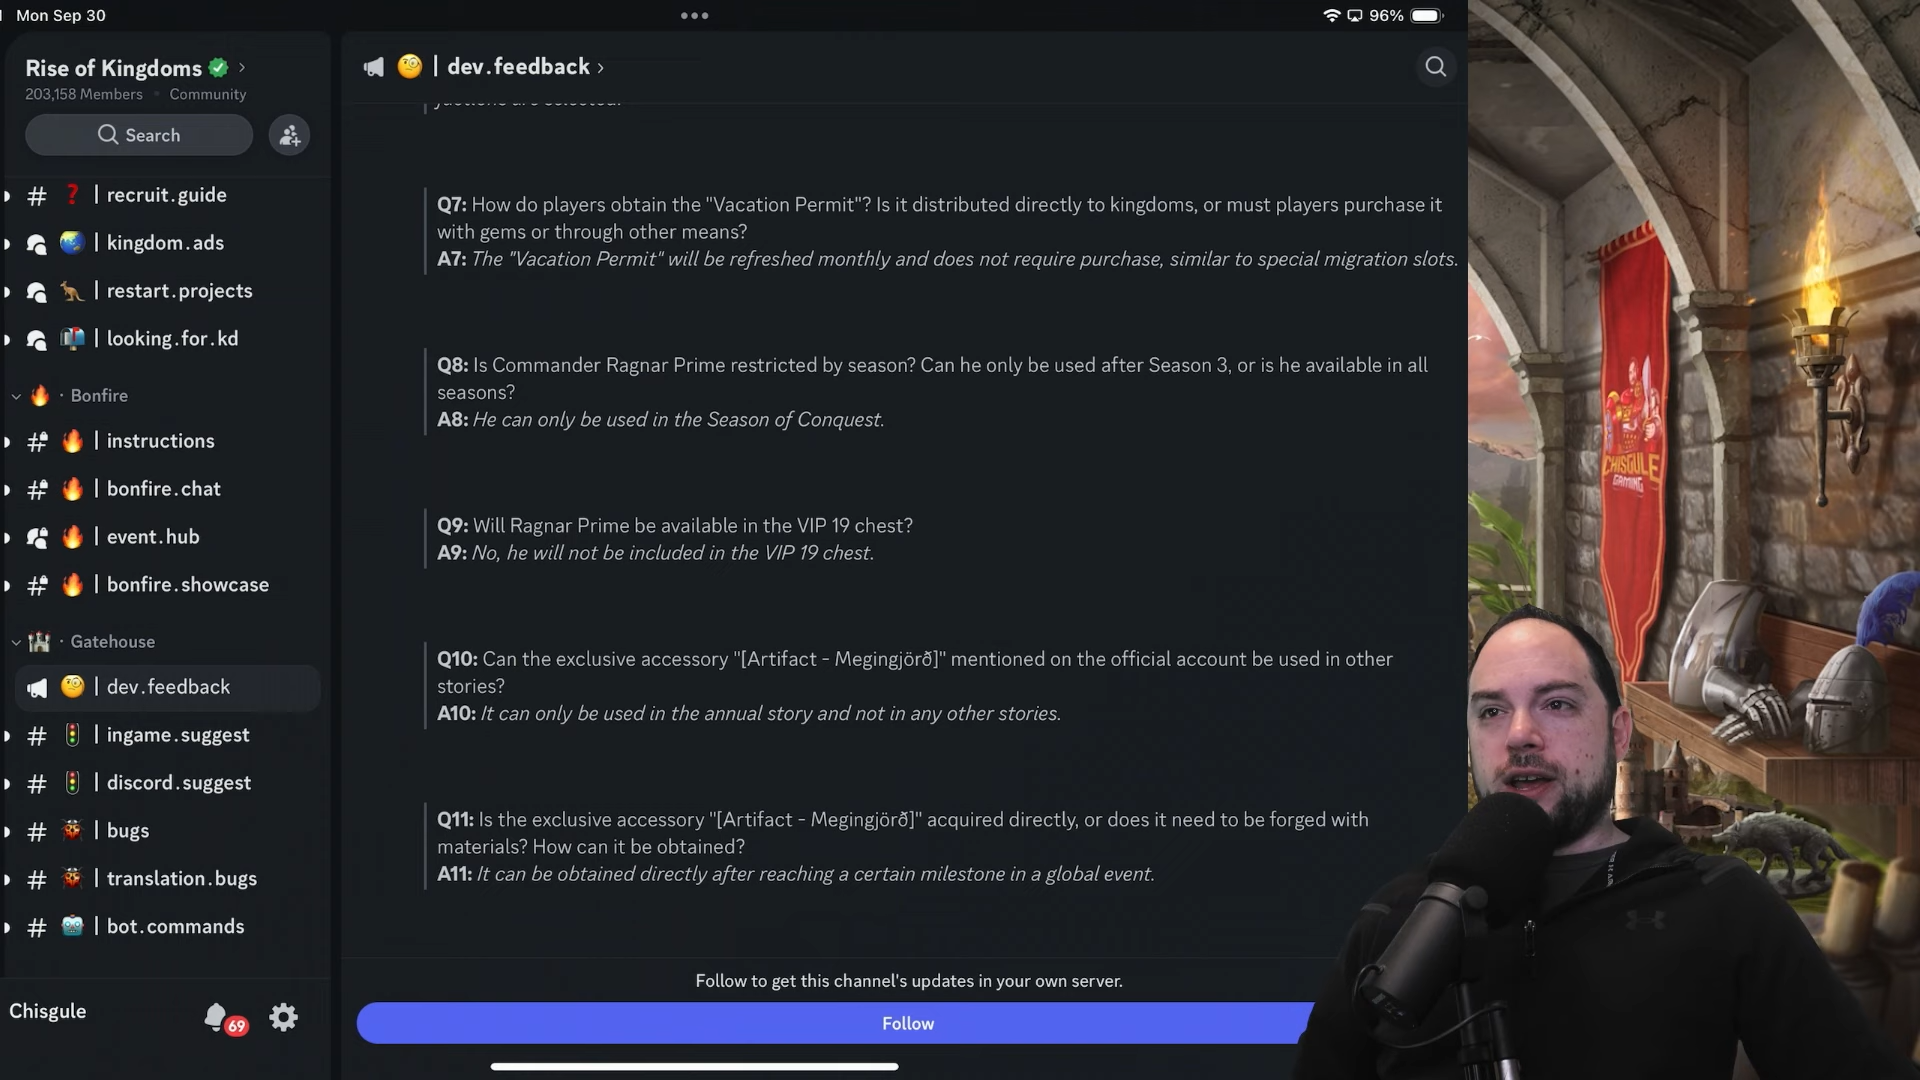 Mon Sep 30
96%
Rise of Kingdoms
203,158 Members • Community
Search
# ❓ | recruit.guide
🌏 | kingdom.ads
🦘 | restart.projects
📬 | looking.for.kd
🔥 · Bonfire
# 🔥 | instructions
# 🔥 | bonfire.chat
🔥 | event.hub
# 🔥 | bonfire.showcase
🏰 · Gatehouse
🧐 | dev.feedback
# 🚦 | ingame.suggest
# 🚦 | discord.suggest
# 🐞 | bugs
# 🐞 | translation.bugs
# 🤖 | bot.commands
Chisgule
69
🧐 | dev.feedback ›
Q7: How do players obtain the "Vacation Permit"? Is it distributed directly to kingdoms, or must players purchase it
with gems or through other means?
A7: The "Vacation Permit" will be refreshed monthly and does not require purchase, similar to special migration slots.
Q8: Is Commander Ragnar Prime restricted by season? Can he only be used after Season 3, or is he available in all
seasons?
A8: He can only be used in the Season of Conquest.
Q9: Will Ragnar Prime be available in the VIP 19 chest?
A9: No, he will not be included in the VIP 19 chest.
Q10: Can the exclusive accessory "[Artifact - Megingjörð]" mentioned on the official account be used in other
stories?
A10: It can only be used in the annual story and not in any other stories.
Q11: Is the exclusive accessory "[Artifact - Megingjörð]" acquired directly, or does it need to be forged with
materials? How can it be obtained?
A11: It can be obtained directly after reaching a certain milestone in a global event.
Follow to get this channel's updates in your own server.
Follow
CHISGULE
GAMING